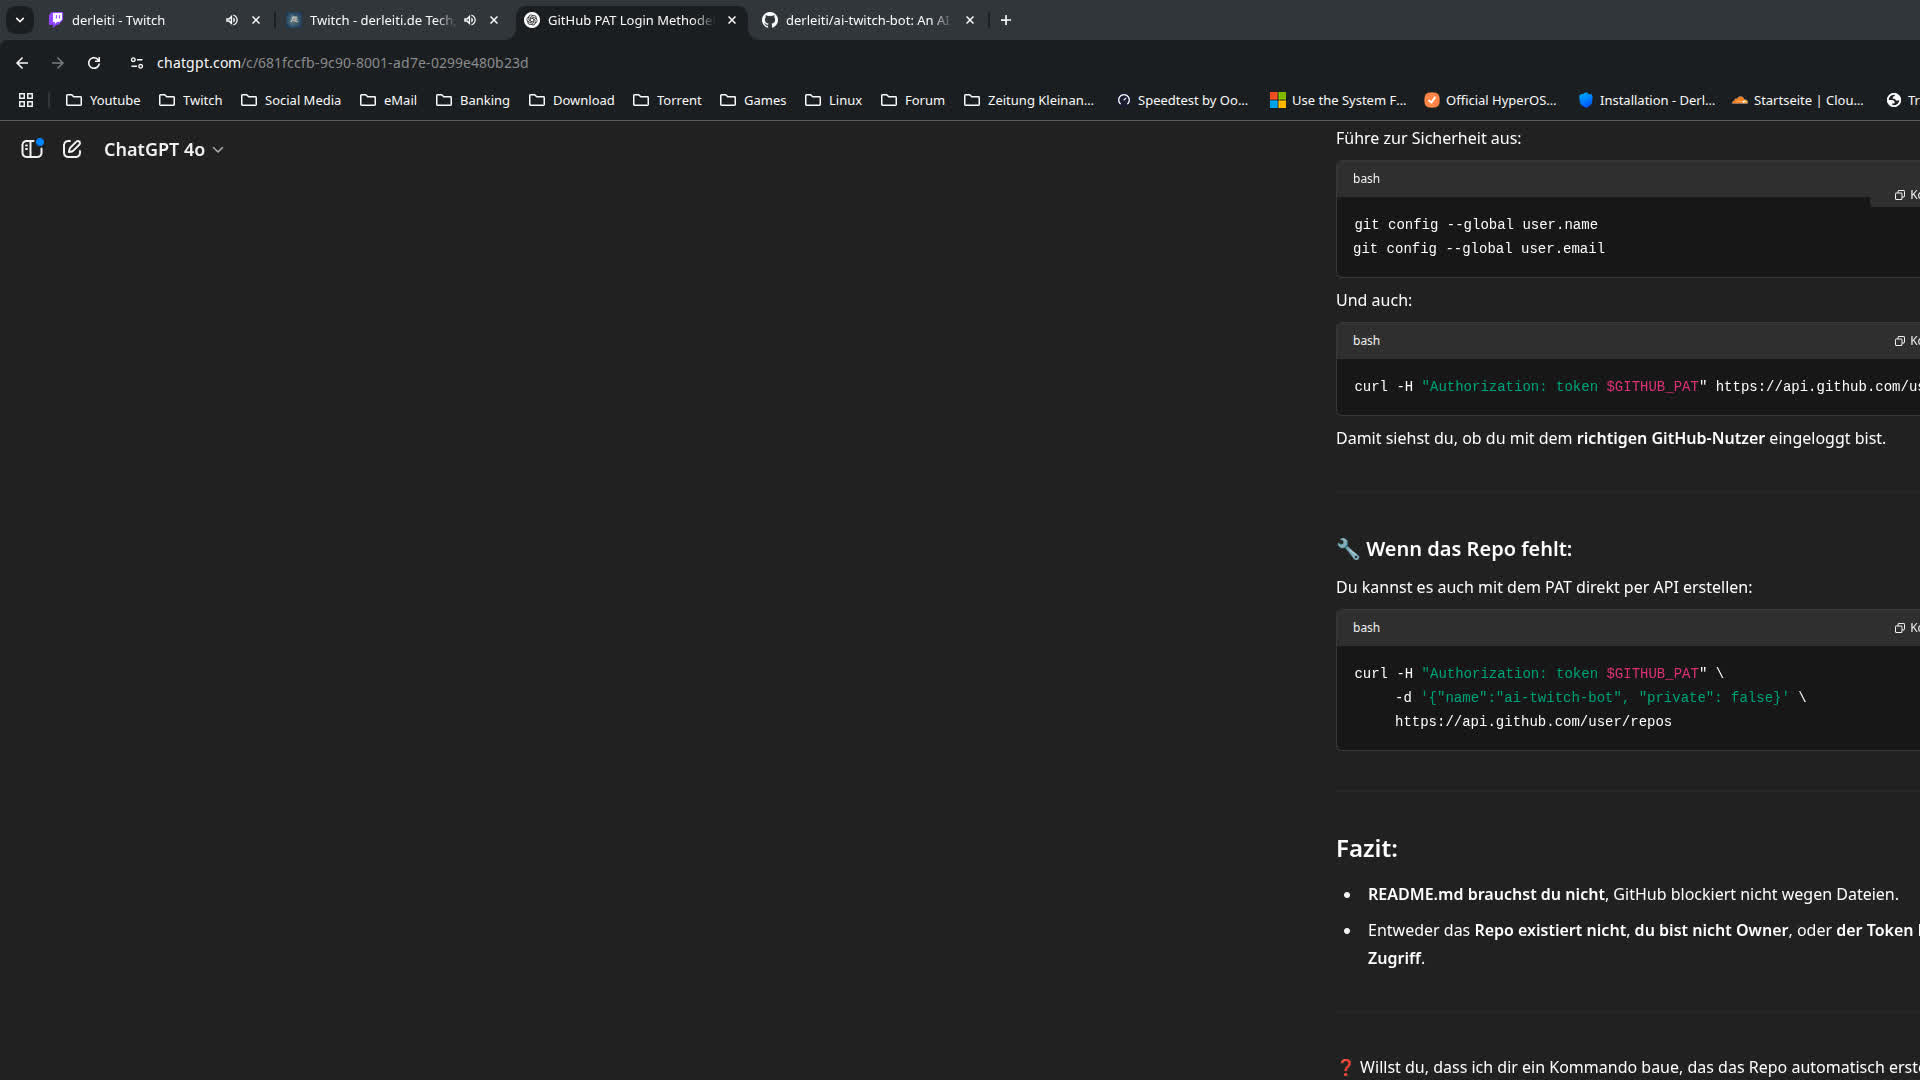 derleiti - Twitch
Twitch - derleiti.de Tech
GitHub PAT Login Methode
derleiti/ai-twitch-bot: An AI
chatgpt.com/c/681fccfb-9c90-8001-ad7e-0299e480b23d
Youtube
Twitch
Social Media
eMail
Banking
Download
Torrent
Games
Linux
Forum
Zeitung Kleinan...
Speedtest by Oo...
Use the System F...
Official HyperOS...
Installation - Derl...
Startseite | Clou...
Tr
ChatGPT 4o
Führe zur Sicherheit aus:
bash
Ko
git config --global user.name
git config --global user.email
Und auch:
bash
Ko
curl -H "Authorization: token $GITHUB_PAT" https://api.github.com/us
Damit siehst du, ob du mit dem richtigen GitHub-Nutzer eingeloggt bist.
🔧 Wenn das Repo fehlt:
Du kannst es auch mit dem PAT direkt per API erstellen:
bash
Ko
curl -H "Authorization: token $GITHUB_PAT" \
-d '{"name":"ai-twitch-bot", "private": false}' \
https://api.github.com/user/repos
Fazit:
• README.md brauchst du nicht, GitHub blockiert nicht wegen Dateien.
• Entweder das Repo existiert nicht, du bist nicht Owner, oder der Token
Zugriff.
❓ Willst du, dass ich dir ein Kommando baue, das das Repo automatisch erst